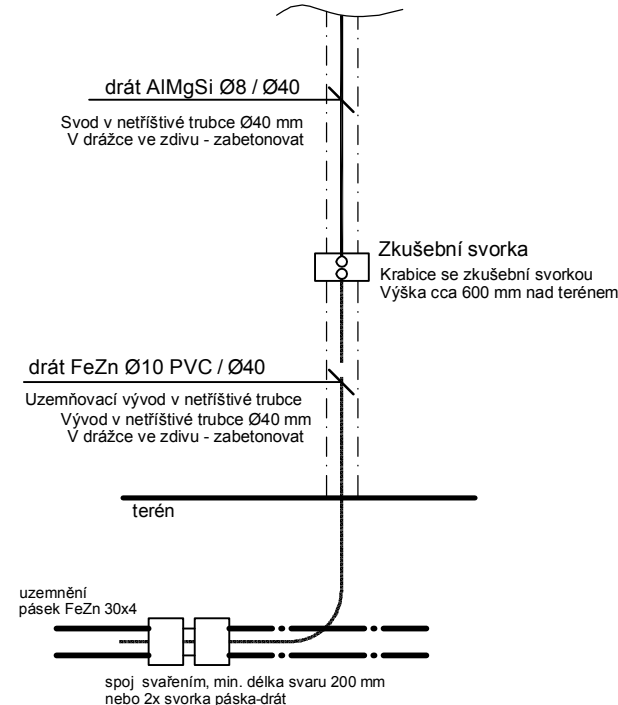 drát AlMgSi Ø8 / Ø40
Svod v netříštivé trubce Ø40 mm
V drážce ve zdivu - zabetonovat
Zkušební svorka
Krabice se zkušební svorkou
Výška cca 600 mm nad terénem
drát FeZn Ø10 PVC / Ø40
Uzemňovací vývod v netříštivé trubce
Vývod v netříštivé trubce Ø40 mm
V drážce ve zdivu - zabetonovat
terén
uzemnění
pásek FeZn 30x4
spoj svařením, min. délka svaru 200 mm
nebo 2x svorka páska-drát